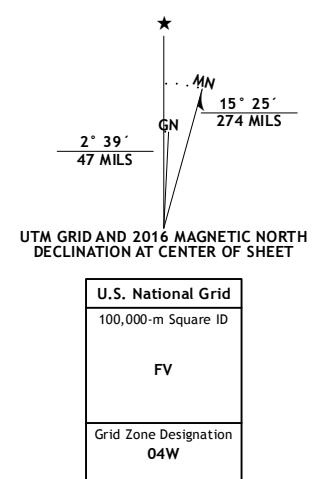 MN
GN
15° 25´
274 MILS
2° 39´
47 MILS
UTM GRID AND 2016 MAGNETIC NORTH
DECLINATION AT CENTER OF SHEET
U.S. National Grid
100,000-m Square ID
FV
Grid Zone Designation
04W